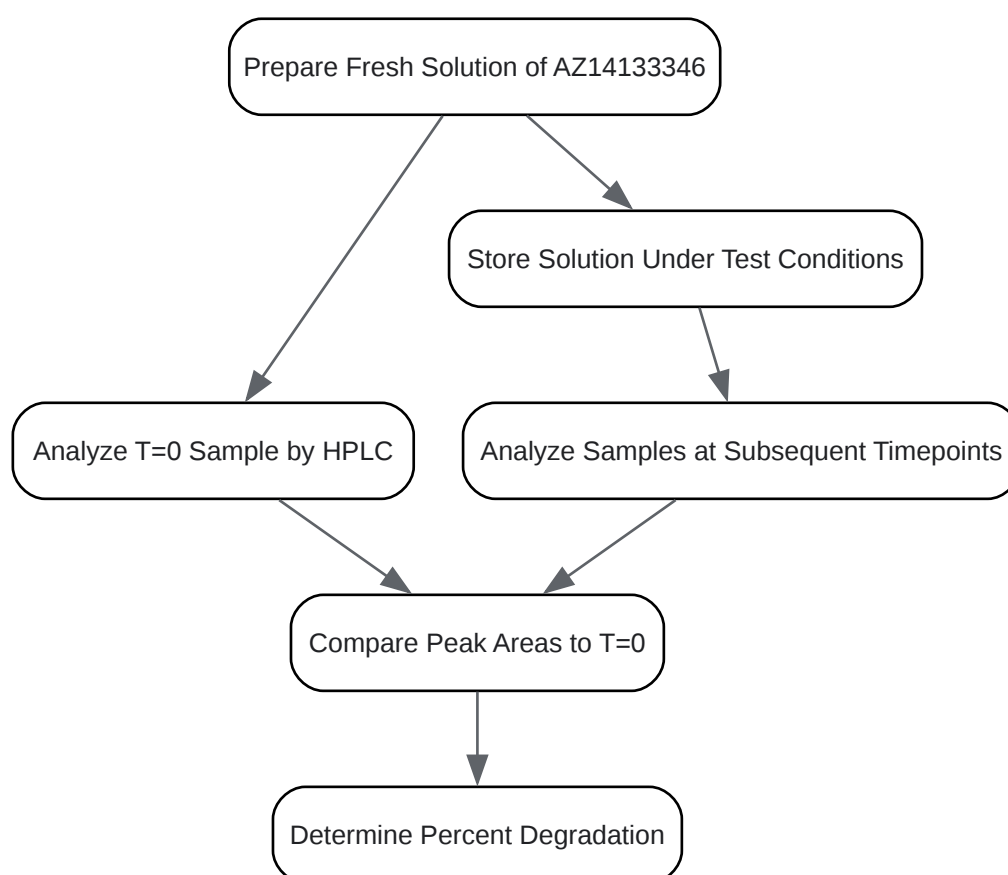 Prepare Fresh Solution of AZ14133346
Store Solution Under Test Conditions
Analyze T=0 Sample by HPLC
Analyze Samples at Subsequent Timepoints
Compare Peak Areas to T=0
Determine Percent Degradation